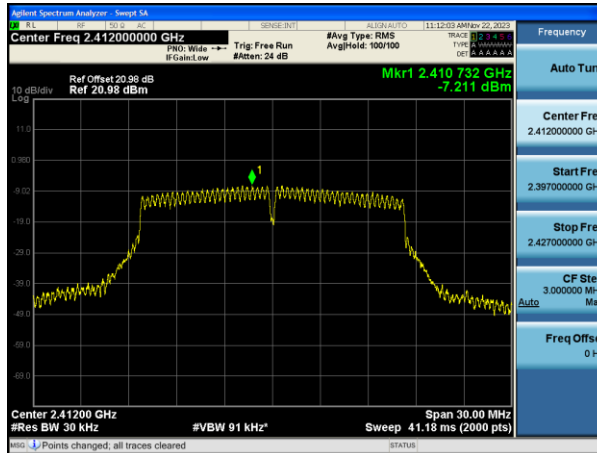 Agilent Spectrum Analyzer - Swept SA
RL RF 50 Ω AC SENSE:INT ALIGN AUTO 11:12:03 AM Nov 22, 2023
Center Freq 2.412000000 GHz
PNO: Wide
IFGain:Low
Trig: Free Run
#Atten: 24 dB
#Avg Type: RMS
Avg|Hold: 100/100
TRACE 1 2 3 4 5 6
TYPE A
DET A A A A A A
Ref Offset 20.98 dB
Ref 20.98 dBm
10 dB/div
Log
Mkr1 2.410 732 GHz
-7.211 dBm
11.0
0.980
-9.02
-19.0
-29.0
-39.0
-49.0
-59.0
-69.0
1
Center 2.41200 GHz
#Res BW 30 kHz
#VBW 91 kHz*
Span 30.00 MHz
Sweep 41.18 ms (2000 pts)
MSG Points changed; all traces cleared STATUS
Frequency
Auto Tun
Center Fre
2.412000000 GH
Start Fre
2.397000000 GH
Stop Fre
2.427000000 GH
CF Ste
3.000000 MH
Auto Ma
Freq Offse
0 H